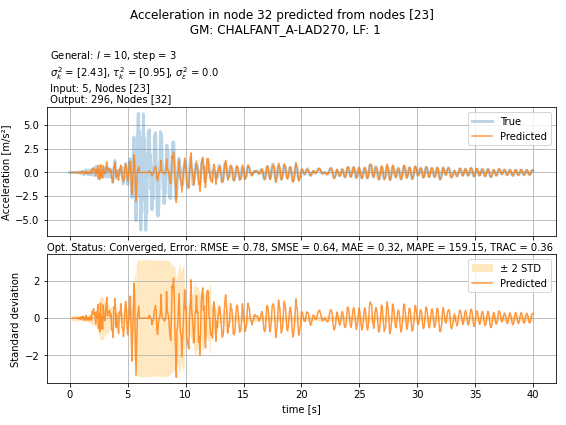 Acceleration in node 32 predicted from nodes [23]
GM: CHALFANT_A-LAD270, LF: 1
General: l = 10, step = 3
σ²ₖ = [2.43], τ²ₖ = [0.95], σ²ε = 0.0
Input: 5, Nodes [23]
Output: 296, Nodes [32]
Acceleration [m/s²]
5.0
2.5
0.0
−2.5
−5.0
True
Predicted
Opt. Status: Converged, Error: RMSE = 0.78, SMSE = 0.64, MAE = 0.32, MAPE = 159.15, TRAC = 0.36
Standard deviation
2
0
−2
± 2 STD
Predicted
0 5 10 15 20 25 30 35 40
time [s]